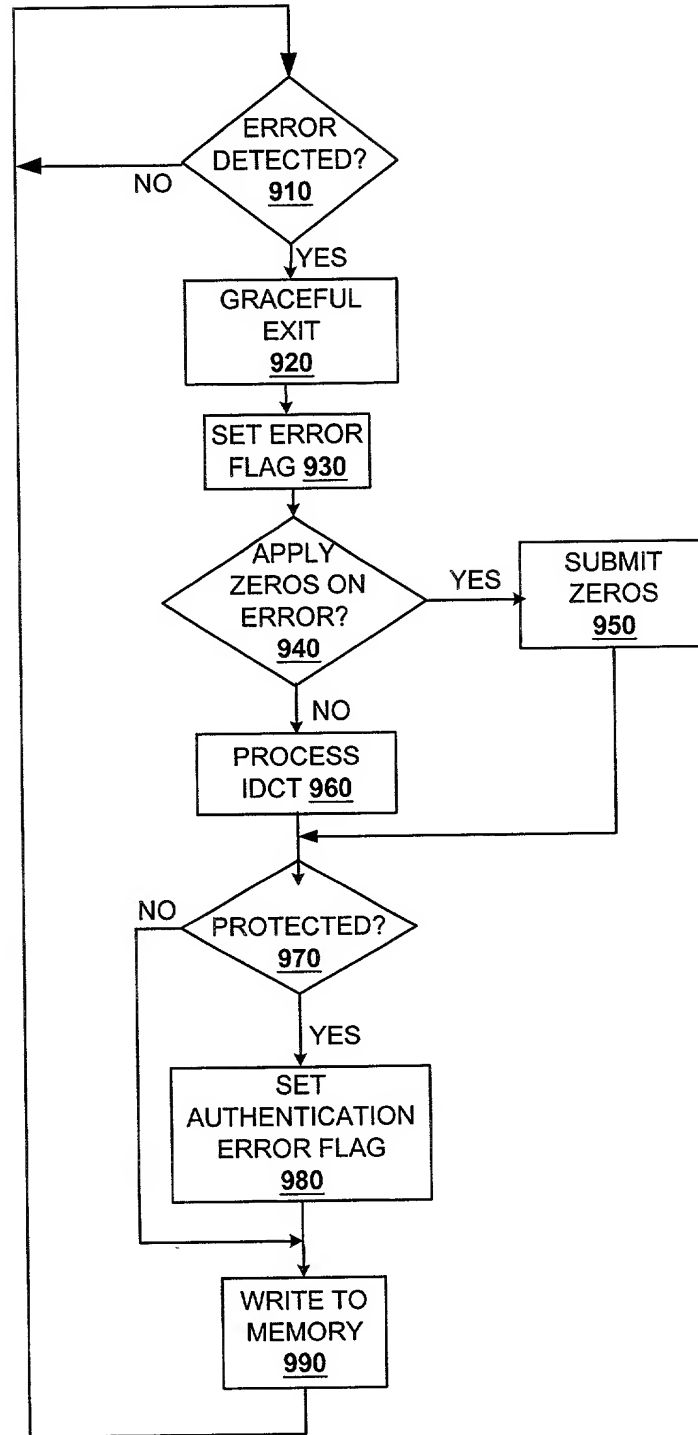 ERROR
DETECTED?
910
NO
YES
GRACEFUL
EXIT
920
SET ERROR
FLAG 930
APPLY
ZEROS ON
ERROR?
940
YES
SUBMIT
ZEROS
950
NO
PROCESS
IDCT 960
NO
PROTECTED?
970
YES
SET
AUTHENTICATION
ERROR FLAG
980
WRITE TO
MEMORY
990